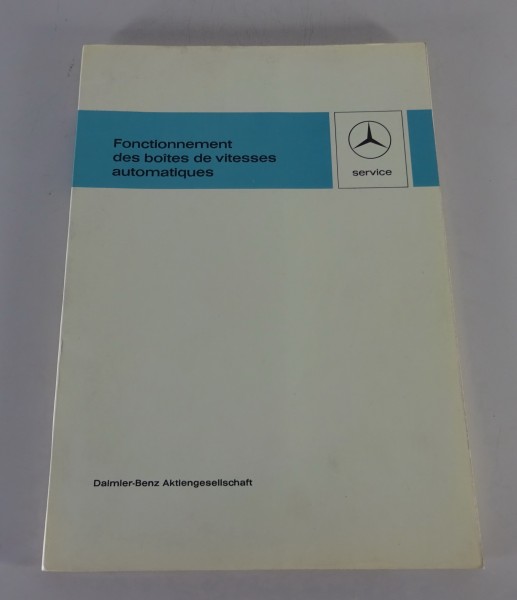 Fonctionnement
des boites de vitesses
automatiques
service
Daimler-Benz Aktiengesellschaft